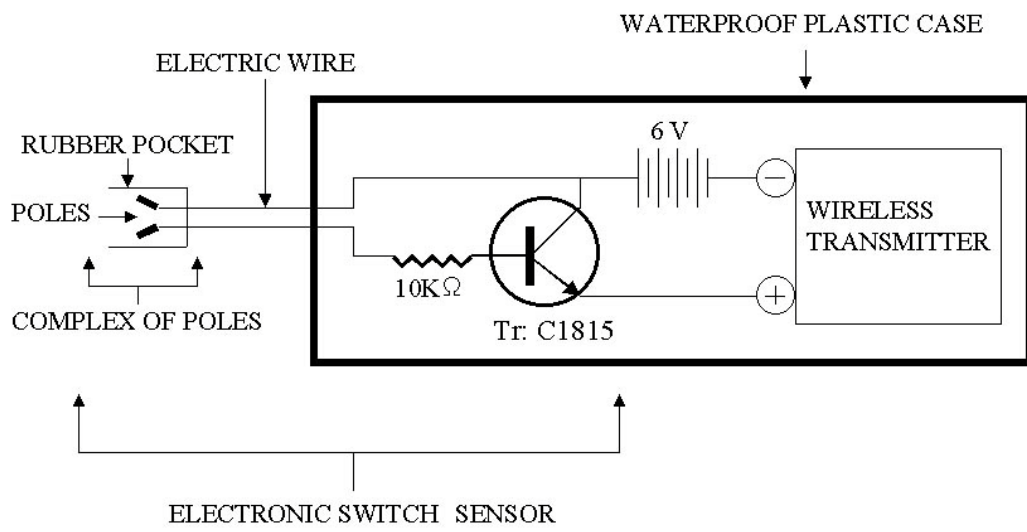 WATERPROOF PLASTIC CASE
ELECTRIC WIRE
6 V
RUBBER POCKET
POLES
WIRELESS
TRANSMITTER
10KΩ
COMPLEX OF POLES
Tr: C1815
ELECTRONIC SWITCH SENSOR